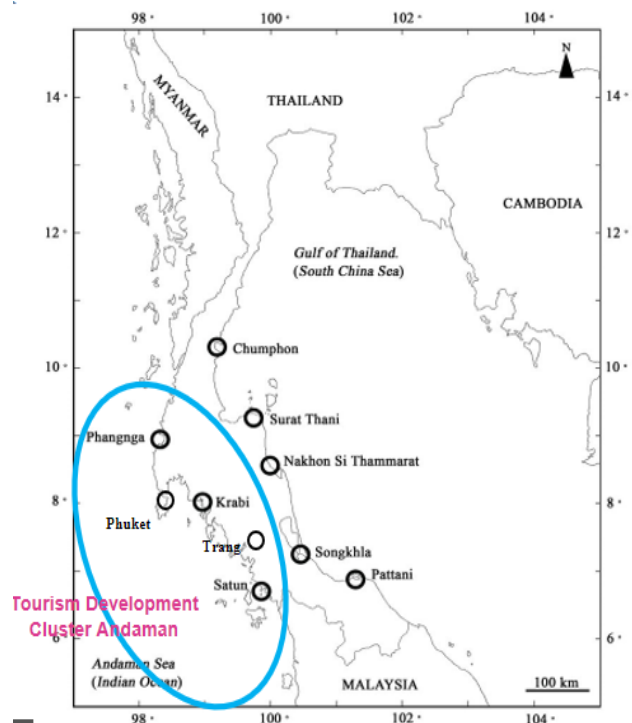 98 °
100 °
102 °
104 °
N
14 °
14 °
MYANMAR
THAILAND
CAMBODIA
12 °
12 °
Gulf of Thailand.
(South China Sea)
10 °
10 °
Chumphon
Surat Thani
Phangnga
Nakhon Si Thammarat
8 °
8 °
Krabi
Phuket
Trang
Songkhla
Pattani
Satun
Tourism Development
Cluster Andaman
6 °
6 °
Andaman Sea
(Indian Ocean)
MALAYSIA
100 km
98 °
100 °
102 °
104 °